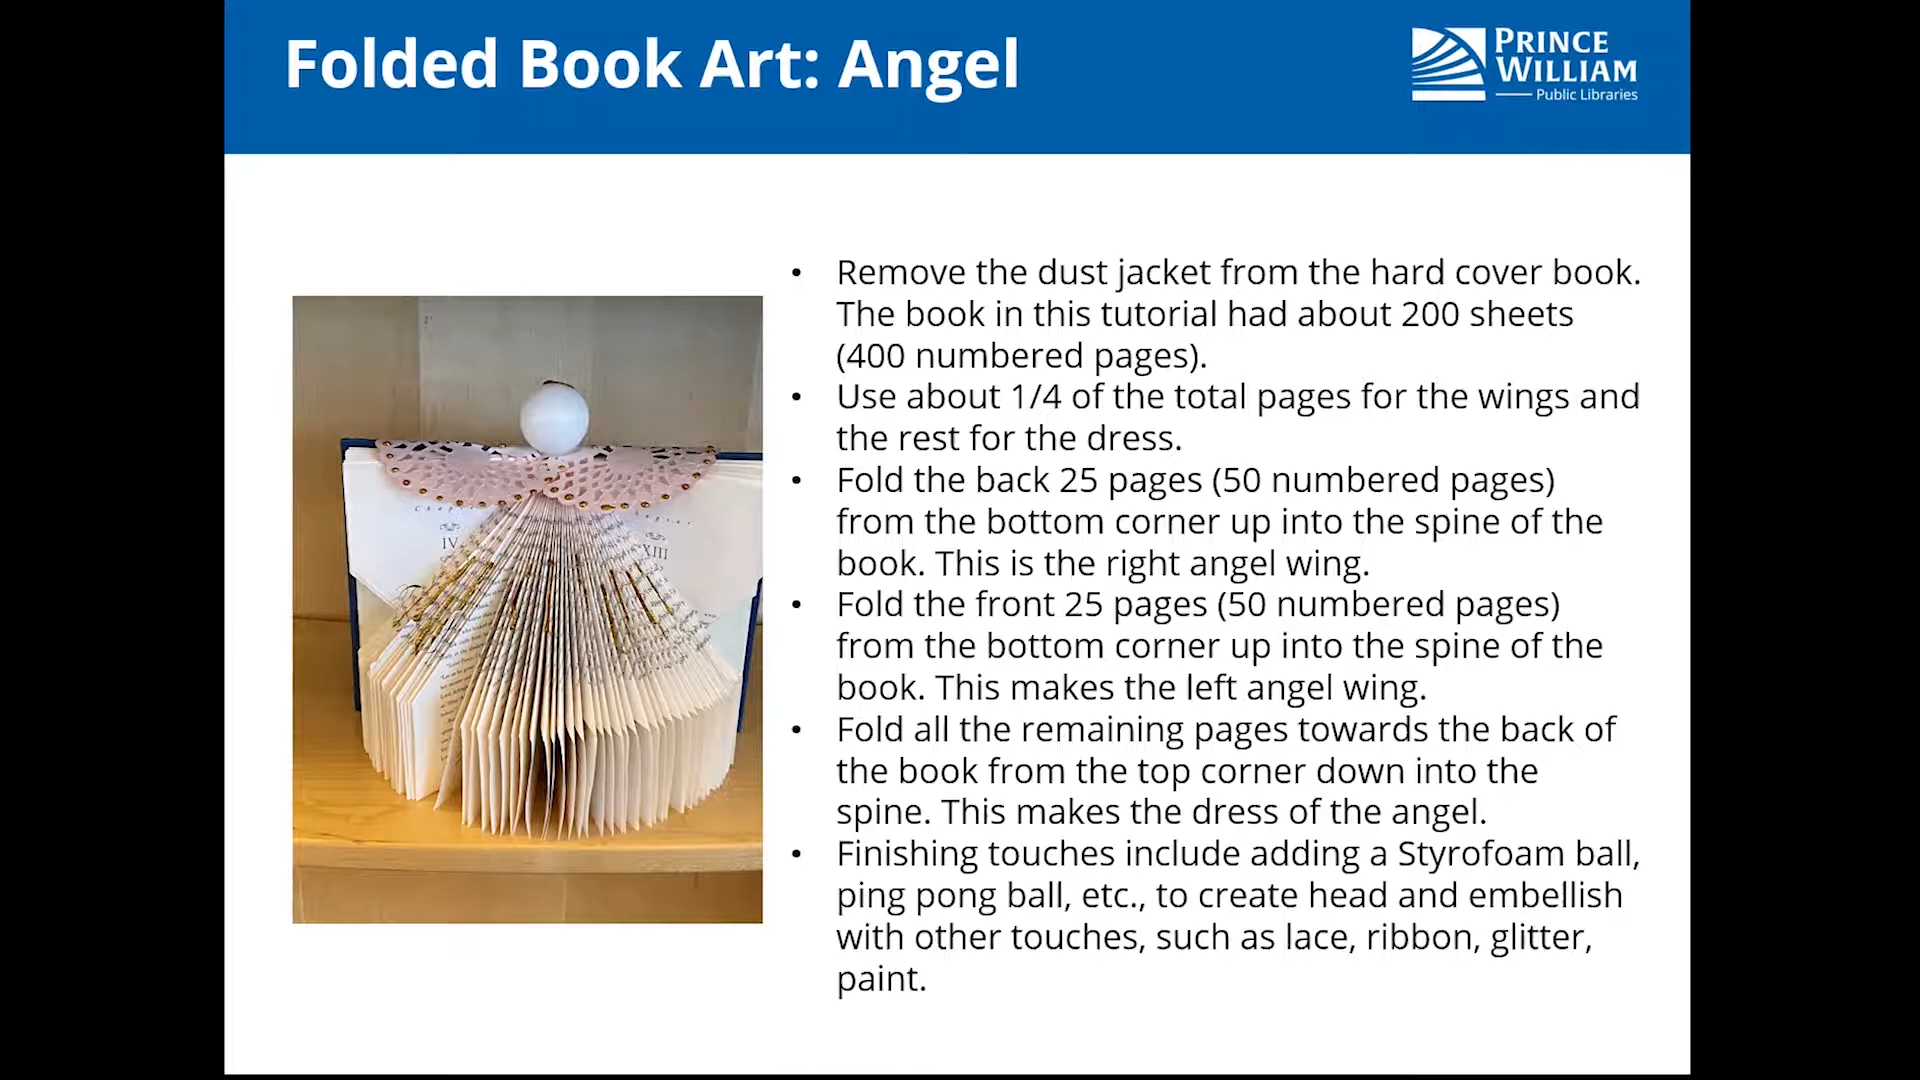 Folded Book Art: Angel
PRINCE
WILLIAM
Public Libraries
• Remove the dust jacket from the hard cover book.
The book in this tutorial had about 200 sheets
(400 numbered pages).
• Use about 1/4 of the total pages for the wings and
the rest for the dress.
• Fold the back 25 pages (50 numbered pages)
from the bottom corner up into the spine of the
book. This is the right angel wing.
• Fold the front 25 pages (50 numbered pages)
from the bottom corner up into the spine of the
book. This makes the left angel wing.
• Fold all the remaining pages towards the back of
the book from the top corner down into the
spine. This makes the dress of the angel.
• Finishing touches include adding a Styrofoam ball,
ping pong ball, etc., to create head and embellish
with other touches, such as lace, ribbon, glitter,
paint.
IV
XIII